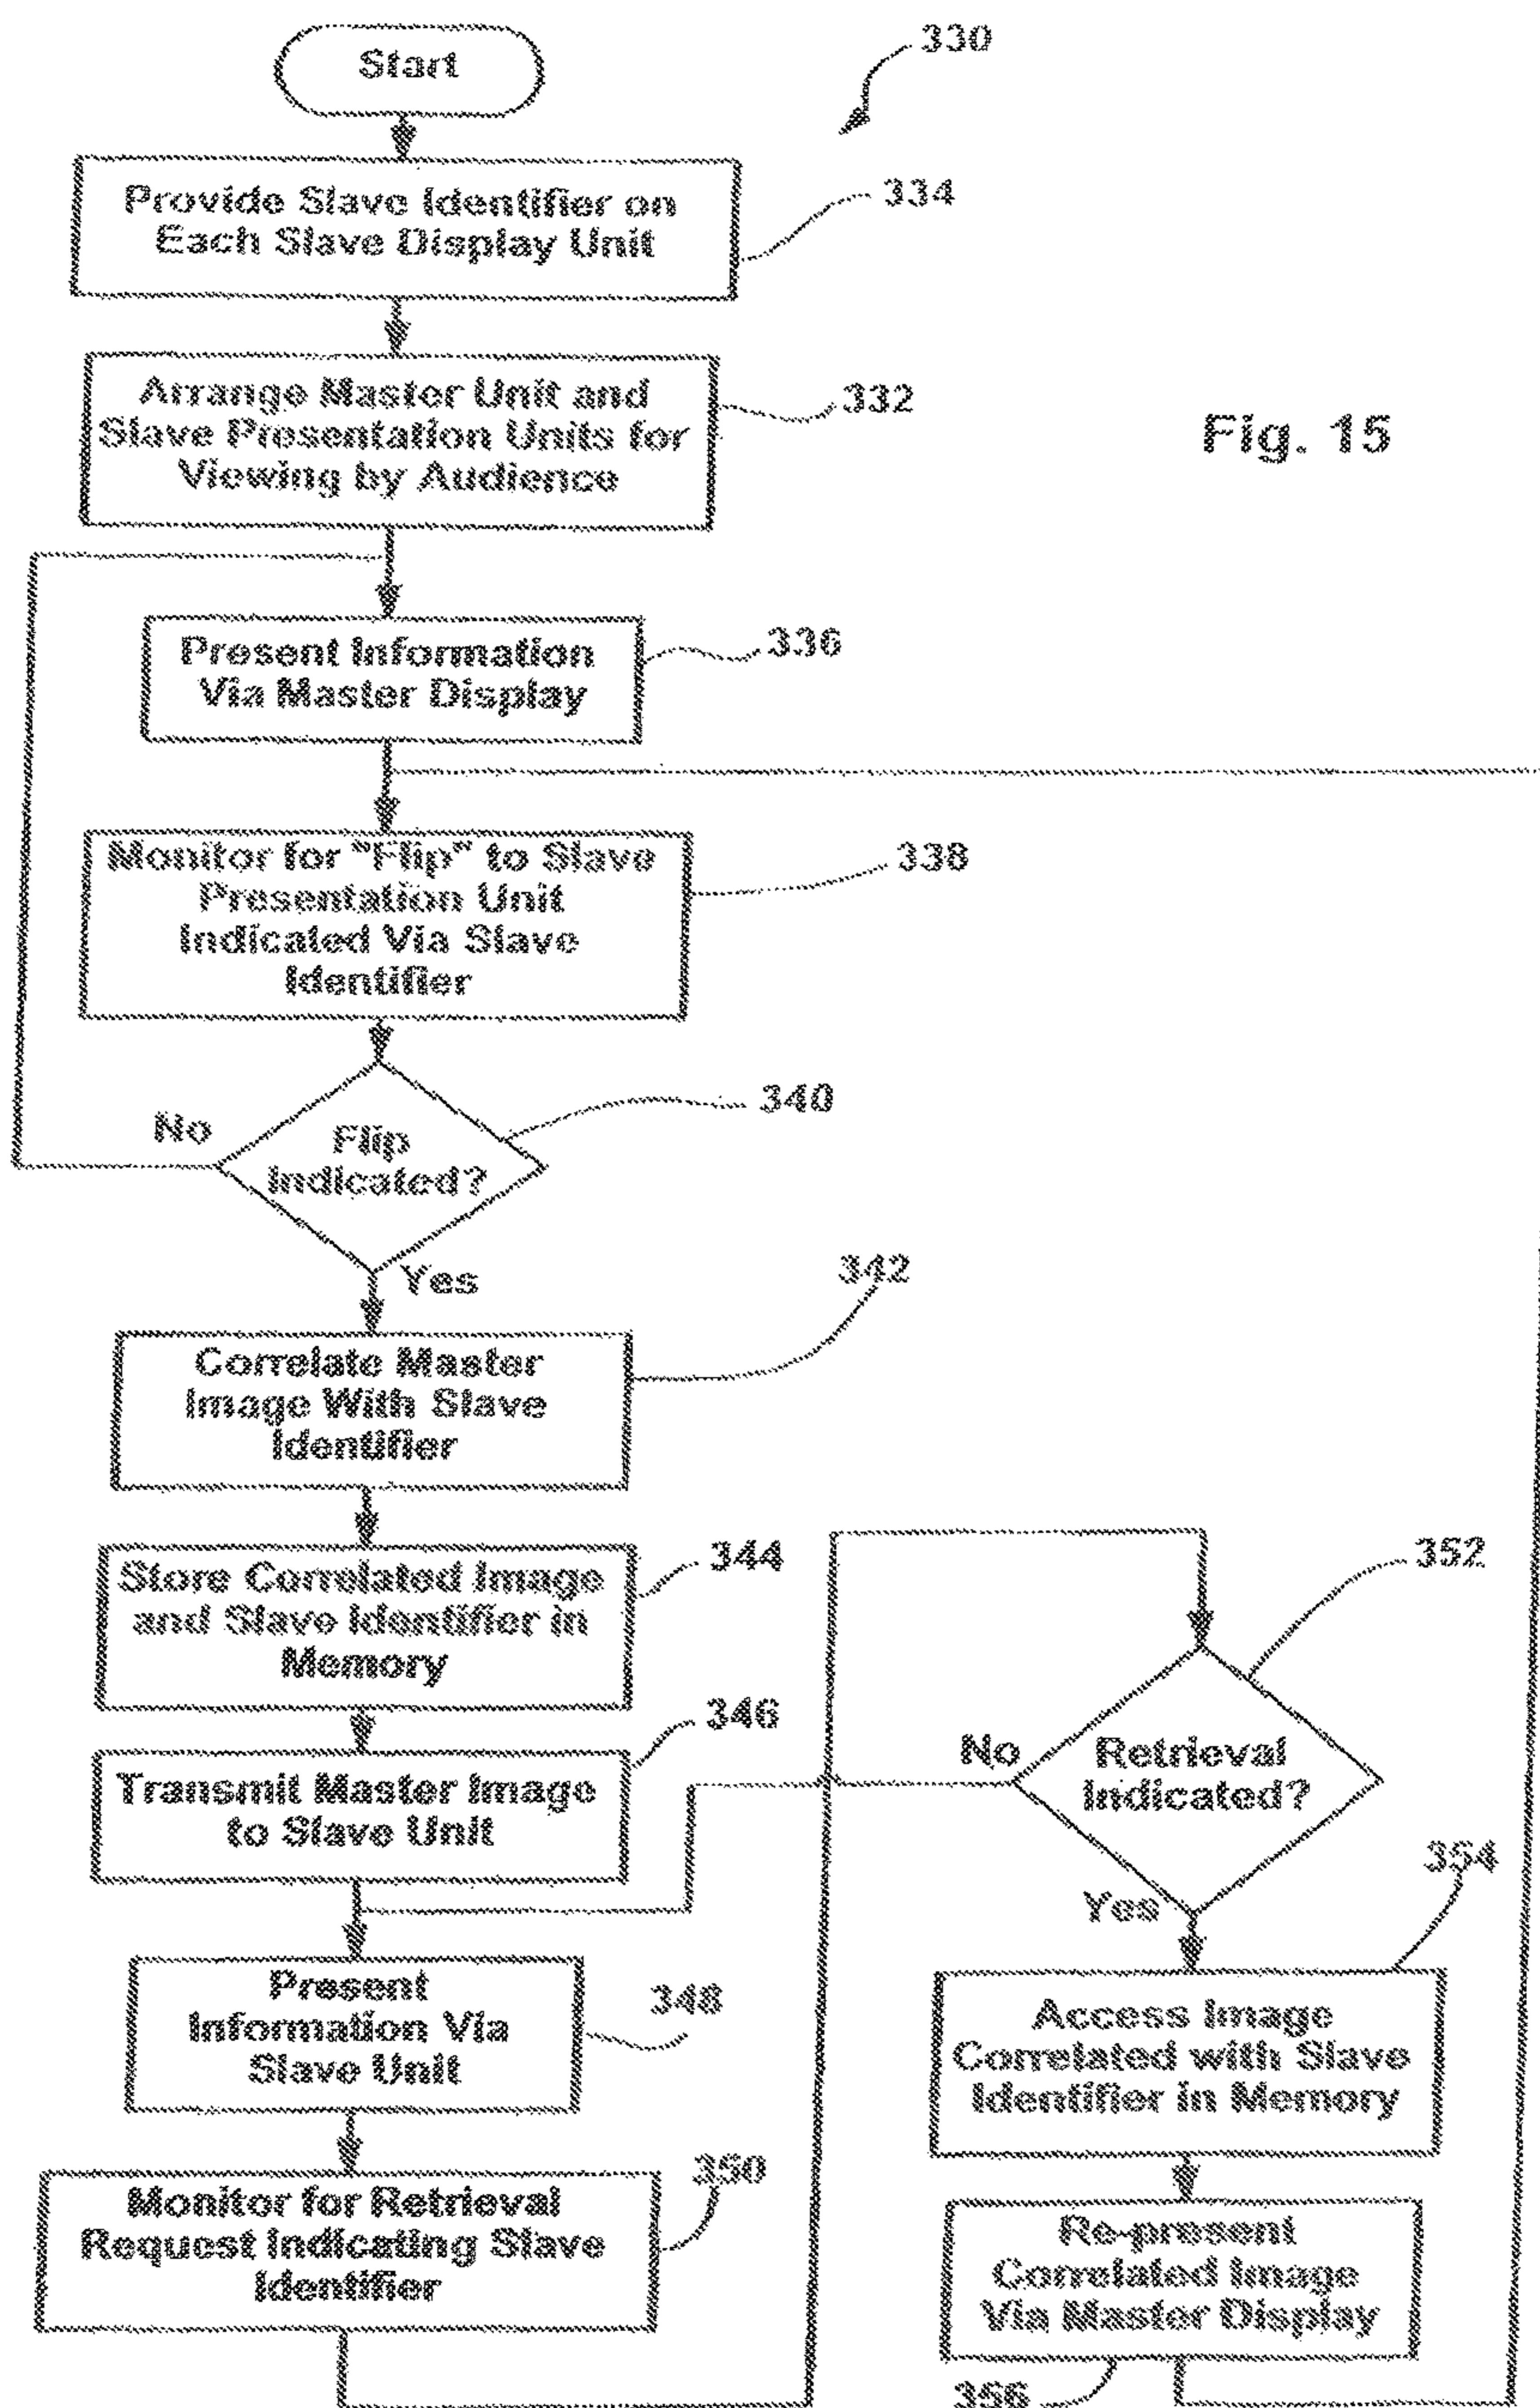 Start
330
Provide Slave Identifier on
Each Slave Display Unit
334
Arrange Master Unit and
Slave Presentation Units for
Viewing by Audience
332
Fig. 15
Present Information
Via Master Display
336
Monitor for "Flip" to Slave
Presentation Unit
Indicated Via Slave
Identifier
338
Flip
Indicated?
340
No
Yes
Correlate Master
Image With Slave
Identifier
342
Store Correlated Image
and Slave Identifier in
Memory
344
Transmit Master Image
to Slave Unit
346
Present
Information Via
Slave Unit
348
Monitor for Retrieval
Request Indicating Slave
Identifier
350
Retrieval
Indicated?
352
No
Yes
Access Image
Correlated with Slave
Identifier in Memory
354
Re-present
Correlated Image
Via Master Display
356